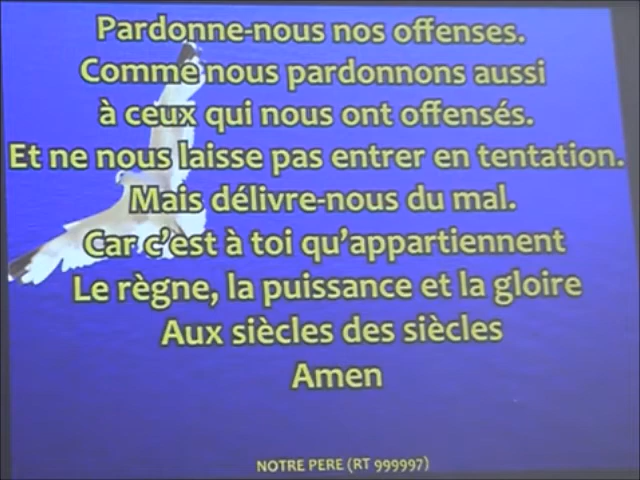 Pardonne-nous nos offenses.
Comme nous pardonnons aussi
à ceux qui nous ont offensés.
Et ne nous laisse pas entrer en tentation.
Mais délivre-nous du mal.
Car c'est à toi qu'appartiennent
Le règne, la puissance et la gloire
Aux siècles des siècles
Amen
NOTRE PERE (RT 999997)